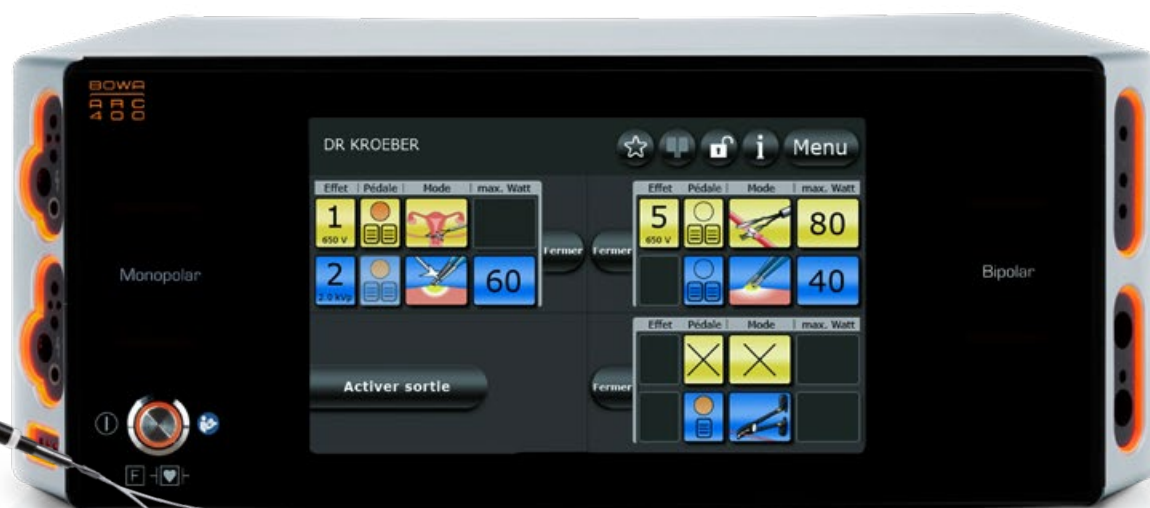 BOWA
ARC
400
DR KROEBER
i Menu
Effet Pédale Mode max. Watt
1
650 V
2
2.0 kVp
60
Fermer
Effet Pédale Mode max. Watt
5
650 V
80
40
Fermer
Monopolar
Bipolar
Activer sortie
Effet Pédale Mode max. Watt
Fermer
F